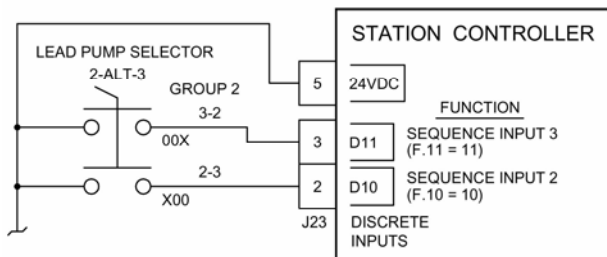 STATION CONTROLLER
LEAD PUMP SELECTOR
2-ALT-3
GROUP 2
5
24VDC
FUNCTION
3-2
00X
3
D11
SEQUENCE INPUT 3
(F.11 = 11)
2-3
X00
2
D10
SEQUENCE INPUT 2
(F.10 = 10)
J23
DISCRETE
INPUTS